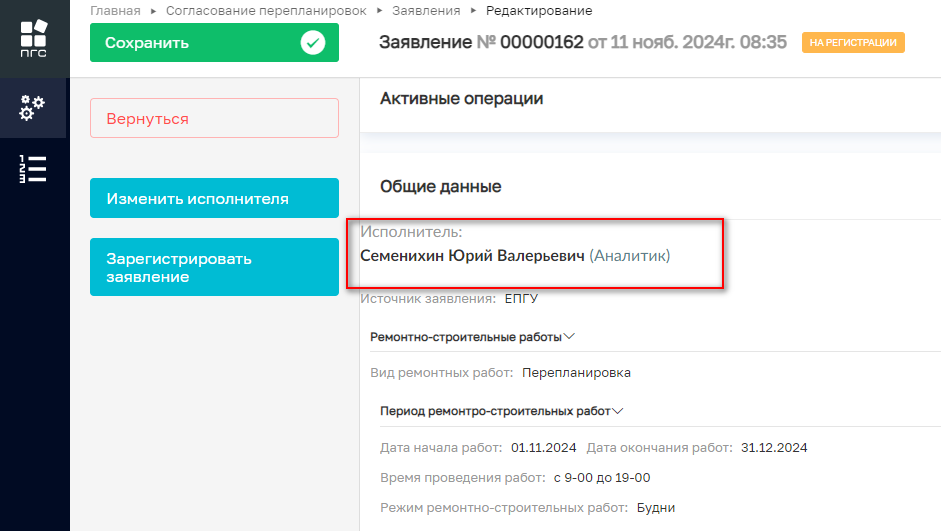 Главная ▸ Согласование перепланировок ▸ Заявления ▸ Редактирование
ПГС
Сохранить
Заявление № 00000162 от 11 нояб. 2024г. 08:35 НА РЕГИСТРАЦИИ
Вернуться
Изменить исполнителя
Зарегистрировать
заявление
Активные операции
Общие данные
Исполнитель:
Семенихин Юрий Валерьевич (Аналитик)
Источник заявления: ЕПГУ
Ремонтно-строительные работы
Вид ремонтных работ: Перепланировка
Период ремонтро-строительных работ
Дата начала работ: 01.11.2024 Дата окончания работ: 31.12.2024
Время проведения работ: с 9-00 до 19-00
Режим ремонтно-строительных работ: Будни